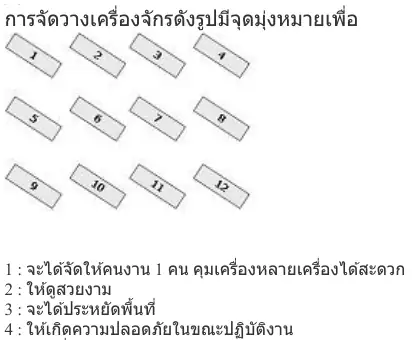 การจัดวางเครื่องจักรดังรูปมีจุดมุ่งหมายเพื่อ
1 2 3 4
5 6 7 8
9 10 11 12
1 : จะได้จัดให้คนงาน 1 คน คุมเครื่องหลายเครื่องได้สะดวก
2 : ให้ดูสวยงาม
3 : จะได้ประหยัดพื้นที่
4 : ให้เกิดความปลอดภัยในขณะปฏิบัติงาน